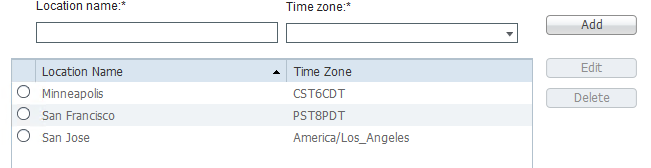 Location name:* Time zone:*
Add
Location Name Time Zone
Edit
Minneapolis CST6CDT
Delete
San Francisco PST8PDT
San Jose America/Los_Angeles